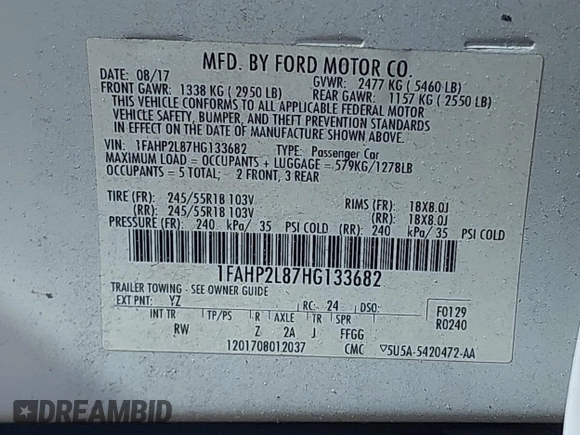 MFD. BY FORD MOTOR CO.
DATE: 08/17 GVWR: 2477 KG ( 5460 LB)
FRONT GAWR: 1338 KG ( 2950 LB) REAR GAWR: 1157 KG ( 2550 LB)
THIS VEHICLE CONFORMS TO ALL APPLICABLE FEDERAL MOTOR
VEHICLE SAFETY, BUMPER, AND THEFT PREVENTION STANDARDS
IN EFFECT ON THE DATE OF MANUFACTURE SHOWN ABOVE.
VIN: 1FAHP2L87HG133682 TYPE: Passenger Car
MAXIMUM LOAD = OCCUPANTS + LUGGAGE = 579KG/1278LB
OCCUPANTS = 5 TOTAL; 2 FRONT, 3 REAR
TIRE (FR): 245/55R18 103V RIMS (FR): 18X8.0J
(RR): 245/55R18 103V (RR): 18X8.0J
PRESSURE (FR): 240 kPa/ 35 PSI COLD (RR): 240 kPa/ 35 PSI COLD
1FAHP2L87HG133682
TRAILER TOWING - SEE OWNER GUIDE
EXT PNT: YZ RC: 24 DSO: F0129
INT TR TP/PS R AXLE TR SPR R0240
RW Z 2A J FFGG
1201708012037 CMC 5U5A-5420472-AA
DREAMBID